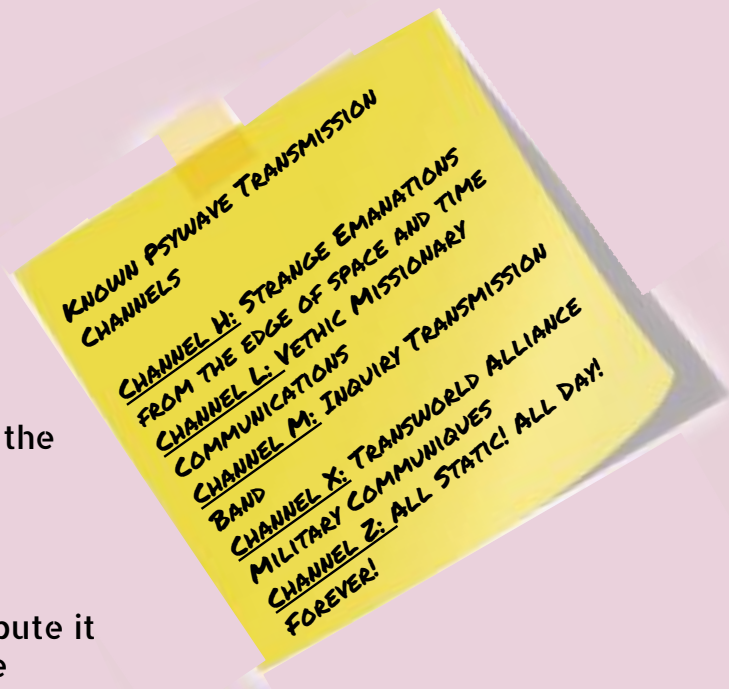 Known Psywave Transmission
Channels
Channel H: Strange Emanations
from the edge of space and time
Channel L: Vethic Missionary
Communications
Channel M: Inquiry Transmission
Band
Channel X: Transworld Alliance
Military Communiques
Channel Z: All Static! All Day!
Forever!
the
it